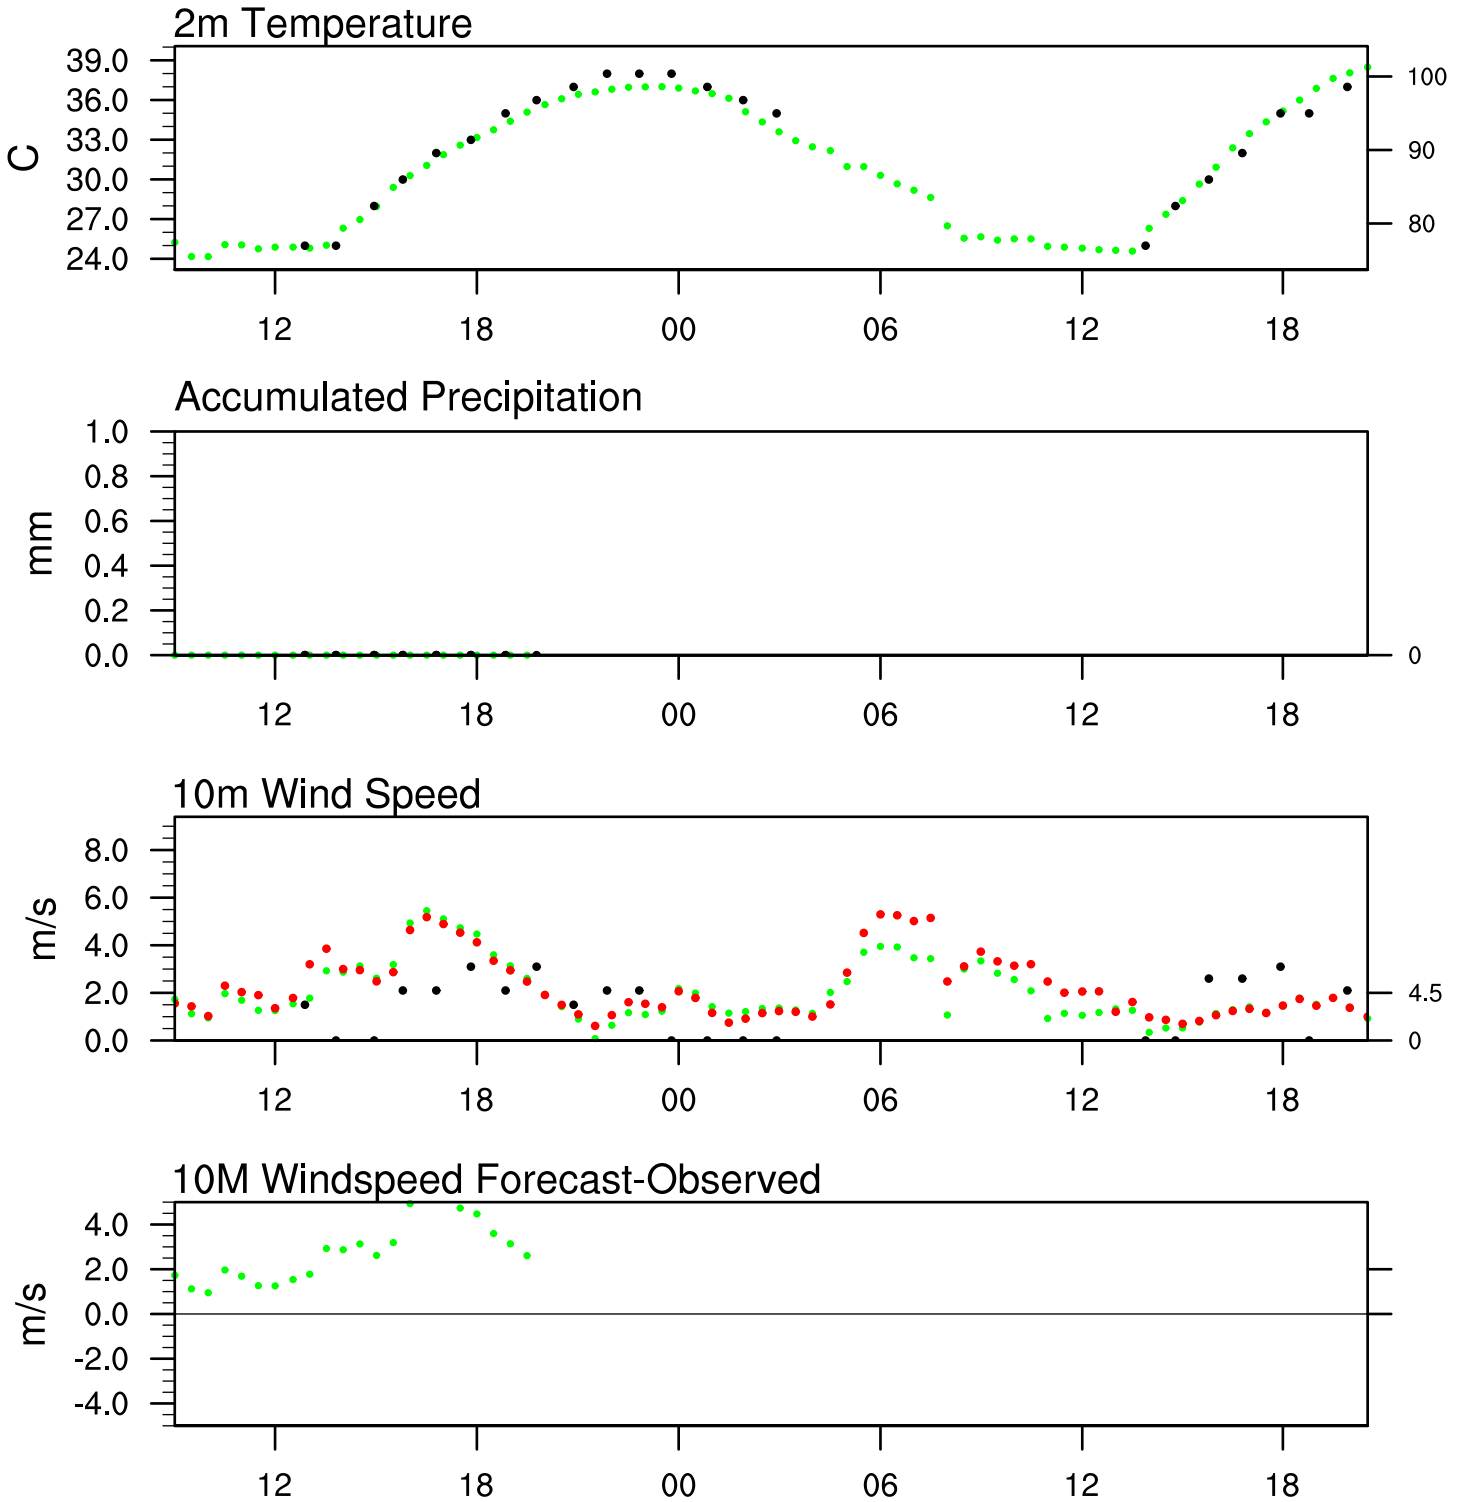 2m Temperature
39.0
36.0
33.0
30.0
27.0
24.0
C
100
90
80
12 18 00 06 12 18
Accumulated Precipitation
1.0
0.8
0.6
0.4
0.2
0.0
mm
0
12 18 00 06 12 18
10m Wind Speed
8.0
6.0
4.0
2.0
0.0
m/s
4.5
0
12 18 00 06 12 18
10M Windspeed Forecast-Observed
4.0
2.0
0.0
-2.0
-4.0
m/s
12 18 00 06 12 18